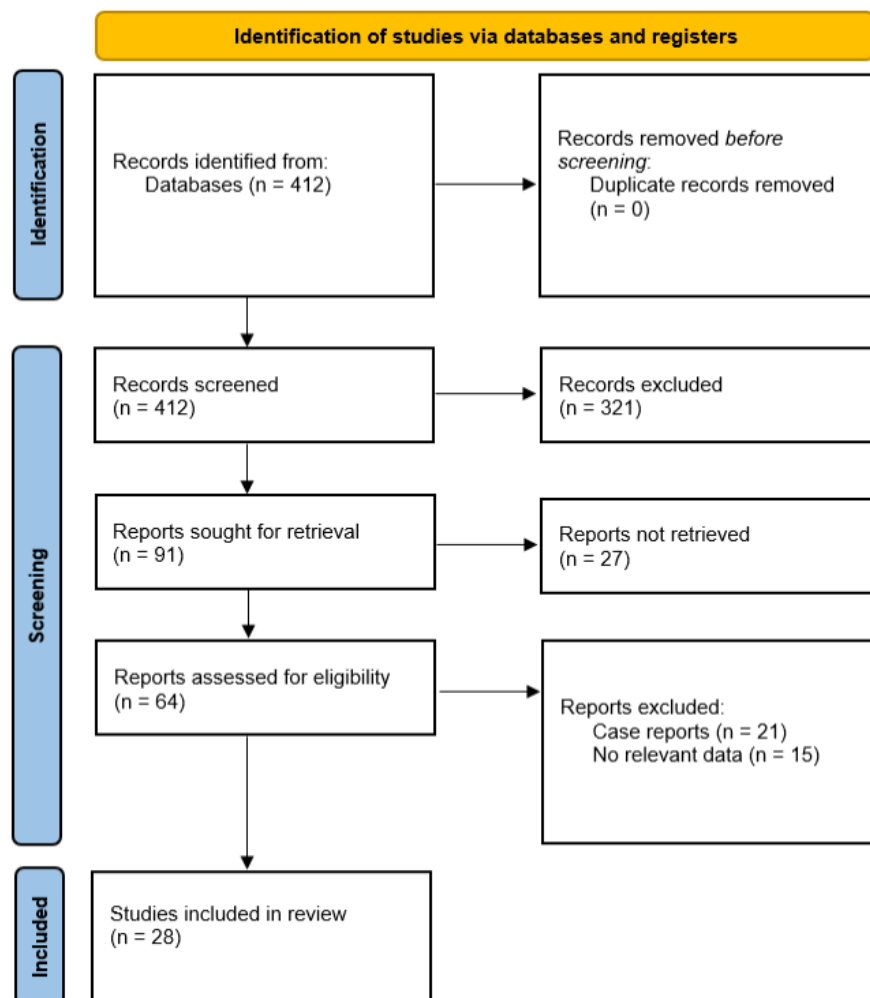 Identification of studies via databases and registers
Identification
Records identified from:
Databases (n = 412)
Records removed before
screening:
Duplicate records removed
(n = 0)
Screening
Records screened
(n = 412)
Records excluded
(n = 321)
Reports sought for retrieval
(n = 91)
Reports not retrieved
(n = 27)
Reports assessed for eligibility
(n = 64)
Reports excluded:
Case reports (n = 21)
No relevant data (n = 15)
Included
Studies included in review
(n = 28)